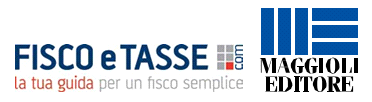 FISCO e TASSE .com
la tua guida per un fisco semplice
MAGGIOLI
EDITORE